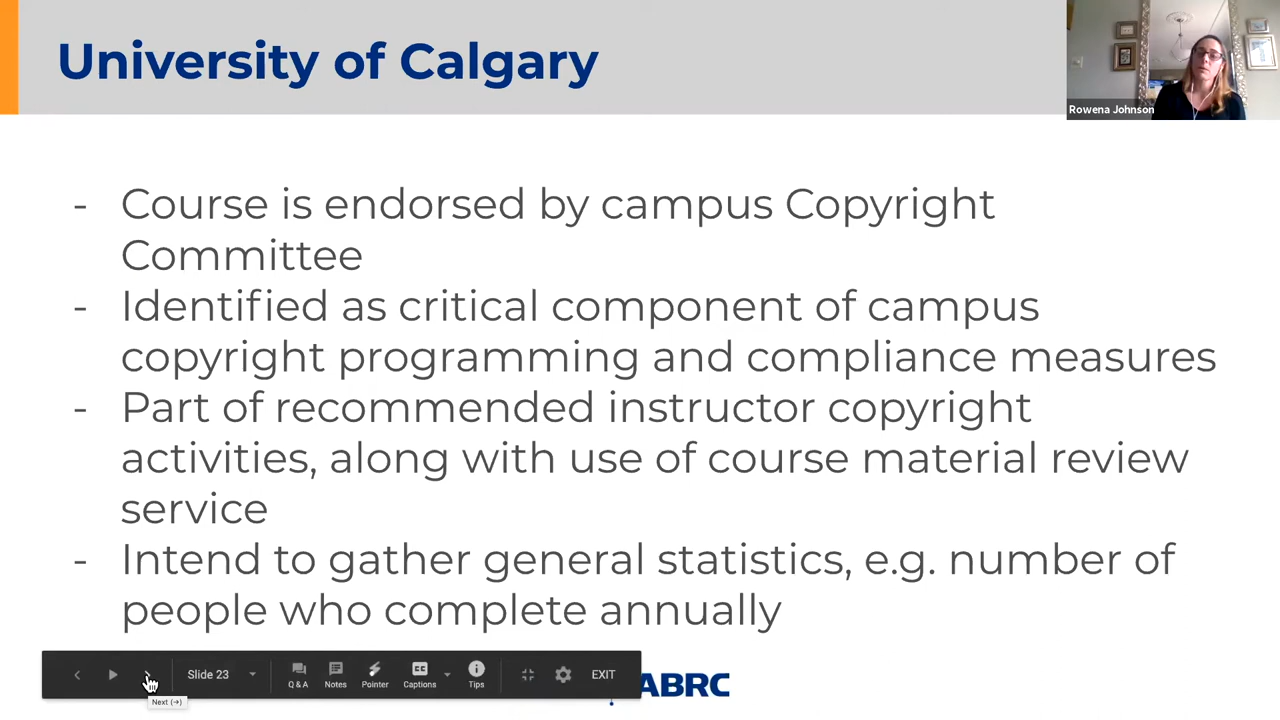 University of Calgary
Rowena Johnson
- Course is endorsed by campus Copyright
Committee
- Identified as critical component of campus
copyright programming and compliance measures
- Part of recommended instructor copyright
activities, along with use of course material review
service
- Intend to gather general statistics, e.g. number of
people who complete annually
Slide 23
Q & A
Notes
Pointer
Captions
Tips
EXIT
Next (→)
ABRC